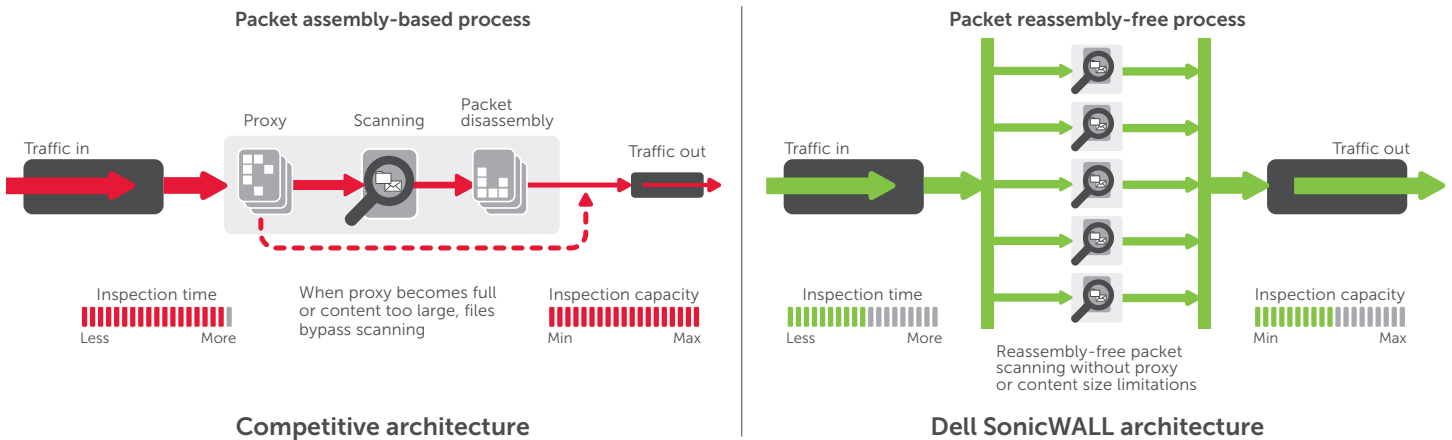 Packet assembly-based process
Proxy
Scanning
Packet
disassembly
Traffic in
Traffic out
Inspection time
Less
More
When proxy becomes full
or content too large, files
bypass scanning
Inspection capacity
Min
Max
Competitive architecture
Packet reassembly-free process
Traffic in
Traffic out
Inspection time
Less
More
Reassembly-free packet
scanning without proxy
or content size limitations
Inspection capacity
Min
Max
Dell SonicWALL architecture